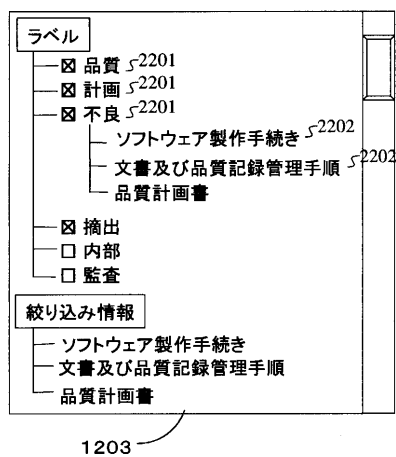 ラベル
☒ 品質 2201
☒ 計画 2201
☒ 不良 2201
ソフトウェア製作手続き 2202
文書及び品質記録管理手順 2202
品質計画書
☒ 摘出
☐ 内部
☐ 監査
絞り込み情報
ソフトウェア製作手続き
文書及び品質記録管理手順
品質計画書
1203